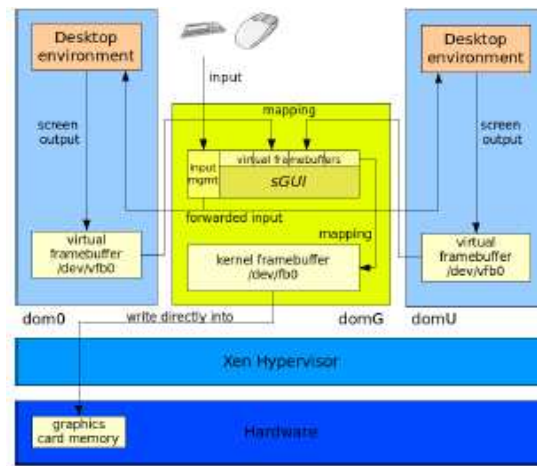 Desktop
environment
input
screen
output
mapping
Desktop
environment
screen
output
input
mgmt
virtual framebuffers
sGUI
forwarded input
mapping
virtual
framebuffer
/dev/vfb0
kernel framebuffer
/dev/fb0
virtual
framebuffer
/dev/vfb0
dom0
write directly into
domG
domU
Xen Hypervisor
graphics
card memory
Hardware